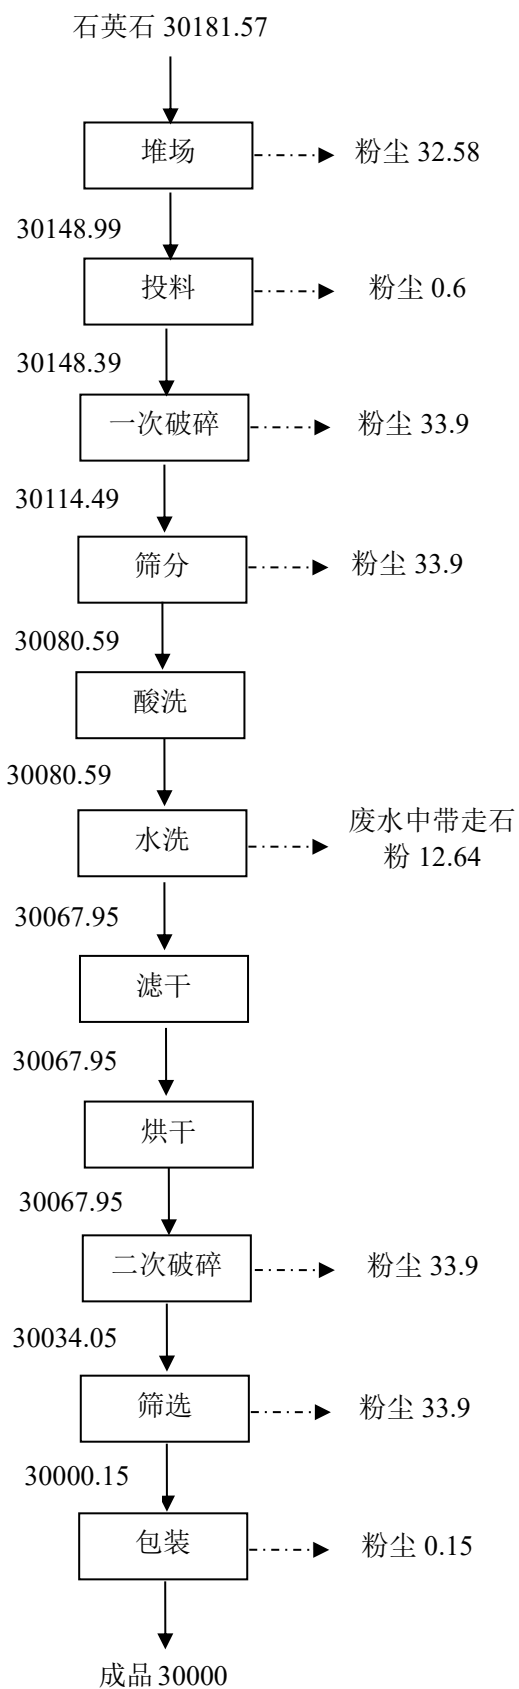 石英石 30181.57
堆场
粉尘 32.58
30148.99
投料
粉尘 0.6
30148.39
一次破碎
粉尘 33.9
30114.49
筛分
粉尘 33.9
30080.59
酸洗
30080.59
水洗
废水中带走石
粉 12.64
30067.95
滤干
30067.95
烘干
30067.95
二次破碎
粉尘 33.9
30034.05
筛选
粉尘 33.9
30000.15
包装
粉尘 0.15
成品 30000